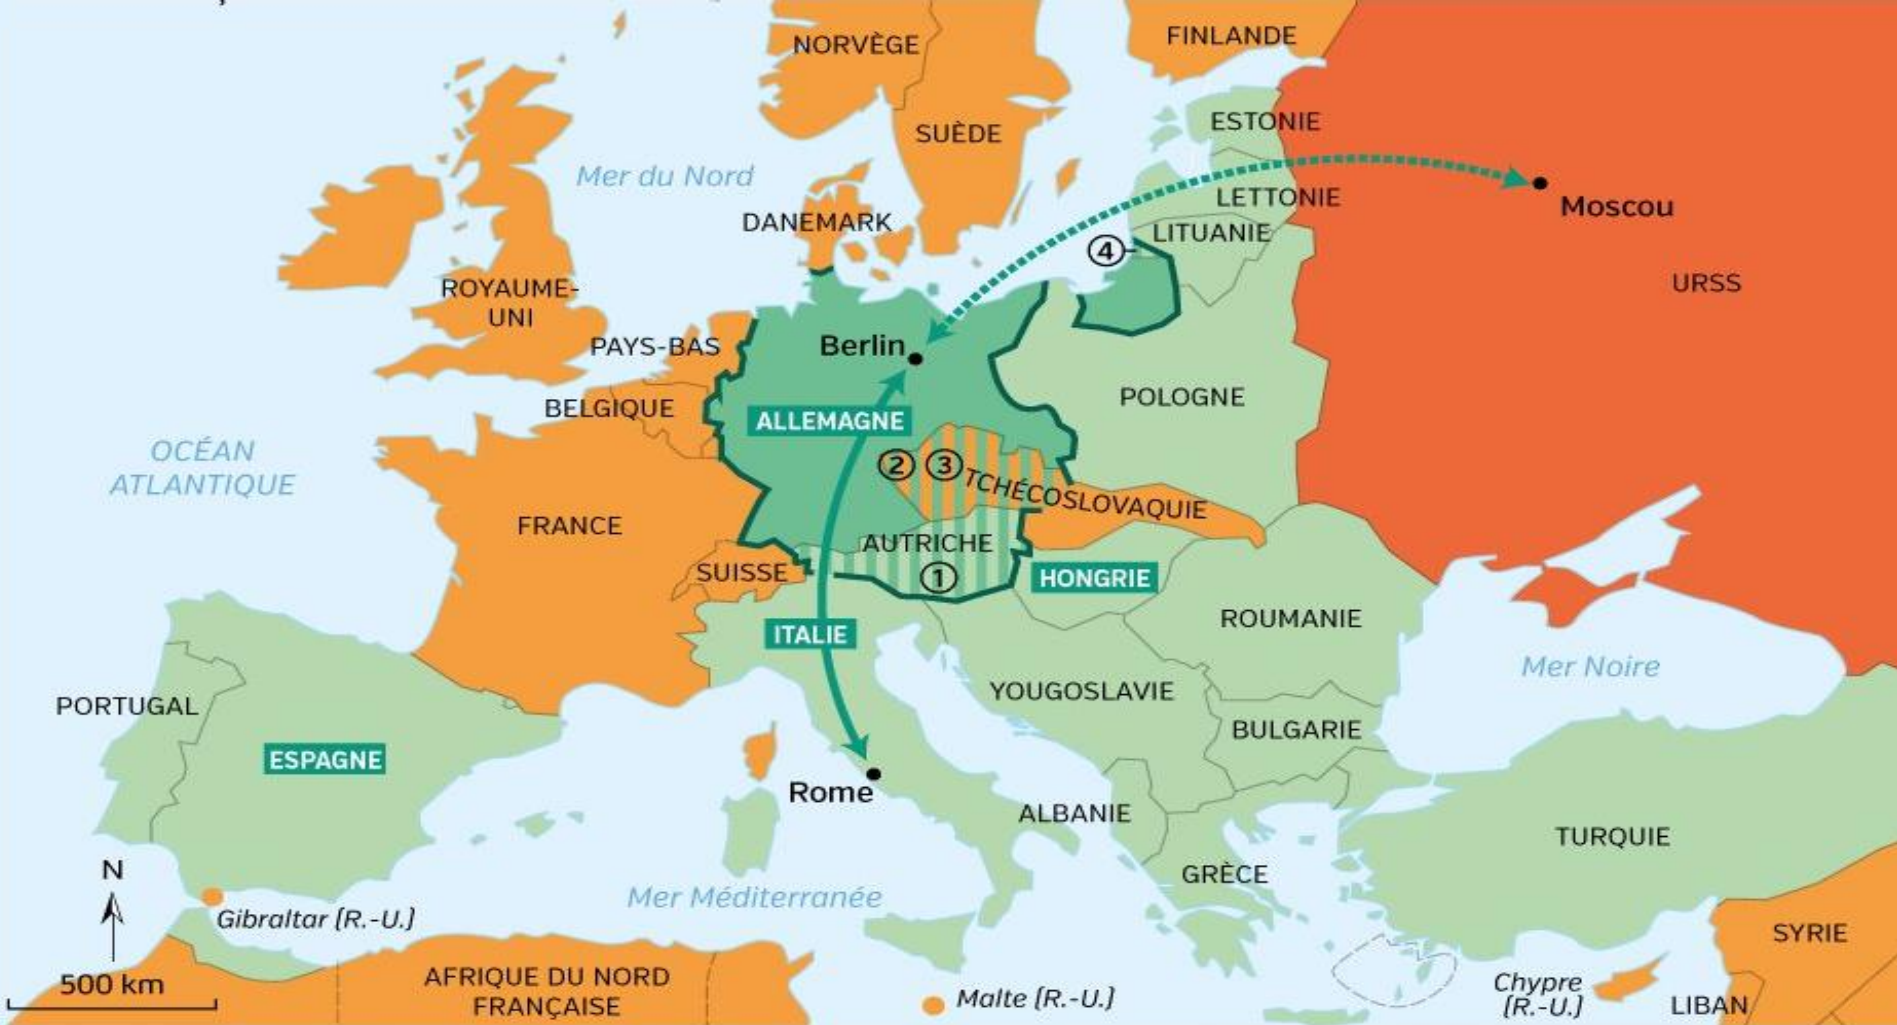 NORVÈGE
FINLANDE
SUÈDE
ESTONIE
Mer du Nord
LETTONIE
Moscou
DANEMARK
LITUANIE
④
URSS
ROYAUME-
UNI
PAYS-BAS
Berlin
BELGIQUE
ALLEMAGNE
POLOGNE
OCÉAN
ATLANTIQUE
② ③
TCHÉCOSLOVAQUIE
FRANCE
AUTRICHE
①
SUISSE
HONGRIE
ITALIE
ROUMANIE
Mer Noire
PORTUGAL
YOUGOSLAVIE
BULGARIE
ESPAGNE
Rome
ALBANIE
TURQUIE
GRÈCE
N
Mer Méditerranée
Gibraltar (R.-U.)
SYRIE
500 km
AFRIQUE DU NORD
FRANÇAISE
Malte (R.-U.)
Chypre
(R.-U.)
LIBAN